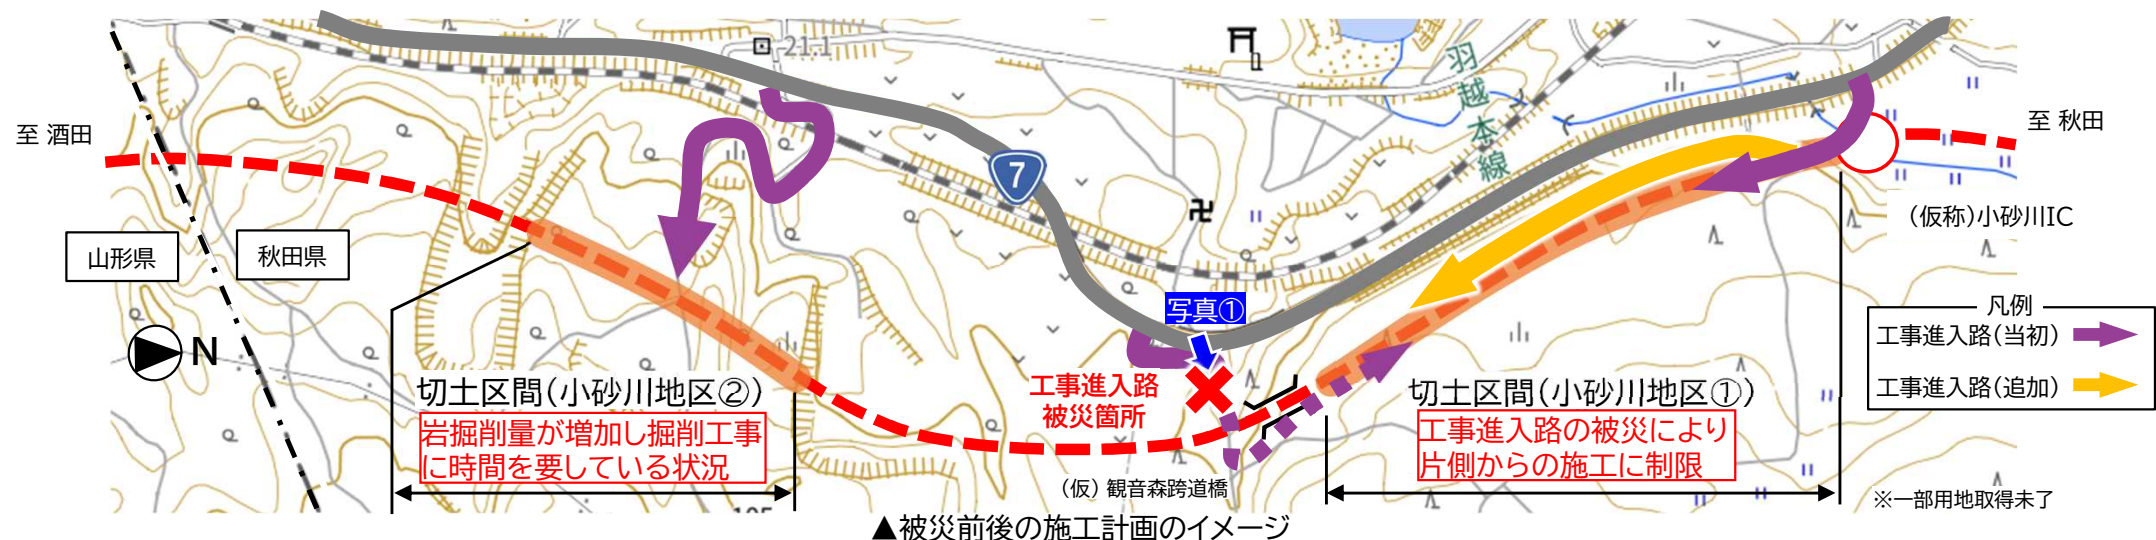 21.1
羽越本線
至 酒田
至 秋田
7
(仮称)小砂川IC
山形県
秋田県
写真①
凡例
工事進入路(当初)
工事進入路(追加)
N
工事進入路
被災箇所
切土区間(小砂川地区②)
岩掘削量が増加し掘削工事
に時間を要している状況
切土区間(小砂川地区①)
工事進入路の被災により
片側からの施工に制限
(仮) 観音森跨道橋
※一部用地取得未了
▲被災前後の施工計画のイメージ